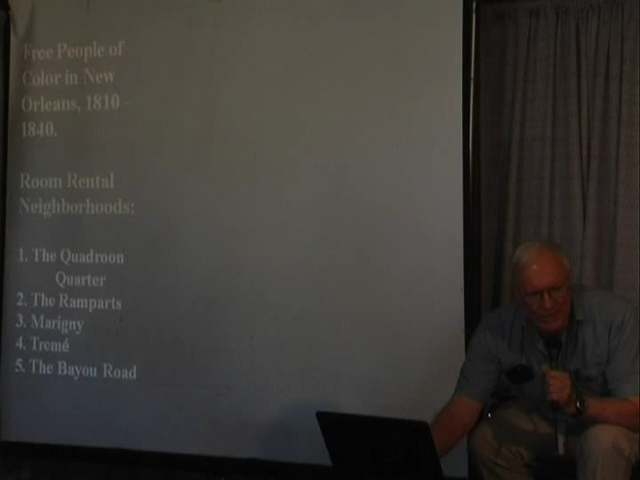 Free People of
Color in New
Orleans, 1810 –
1840.
Room Rental
Neighborhoods:
1. The Quadroon
Quarter
2. The Ramparts
3. Marigny
4. Tremé
5. The Bayou Road